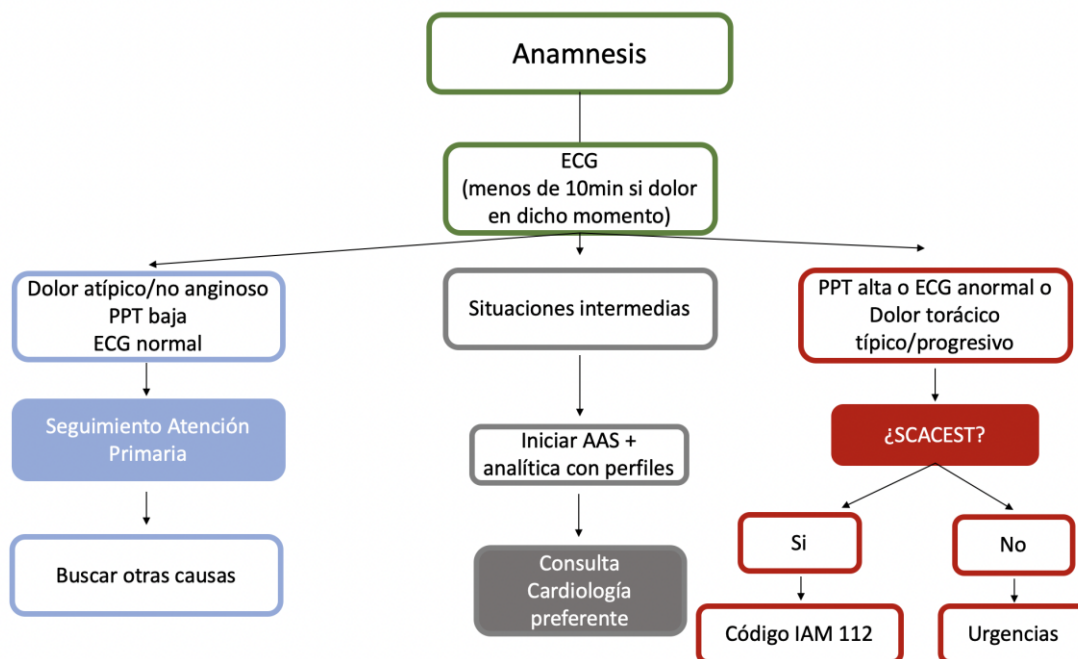 Anamnesis
ECG
(menos de 10min si dolor
en dicho momento)
Dolor atípico/no anginoso
PPT baja
ECG normal
Situaciones intermedias
PPT alta o ECG anormal o
Dolor torácico
típico/progresivo
Seguimiento Atención
Primaria
Iniciar AAS +
analítica con perfiles
¿SCACEST?
Buscar otras causas
Consulta
Cardiología
preferente
Si
No
Código IAM 112
Urgencias